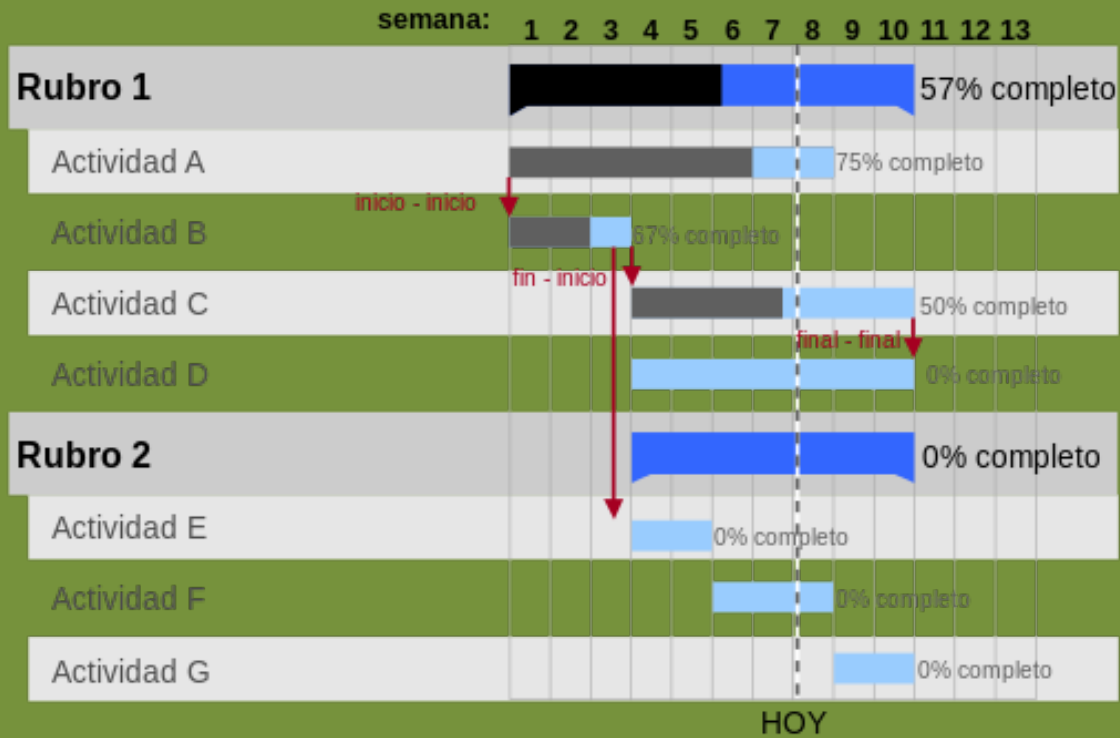 semana: 1 2 3 4 5 6 7 8 9 10 11 12 13
Rubro 1 57% completo
Actividad A 75% completo
inicio - inicio
Actividad B 67% completo
fin - inicio
Actividad C 50% completo
final - final
Actividad D 0% completo
Rubro 2 0% completo
Actividad E 0% completo
Actividad F 0% completo
Actividad G 0% completo
HOY